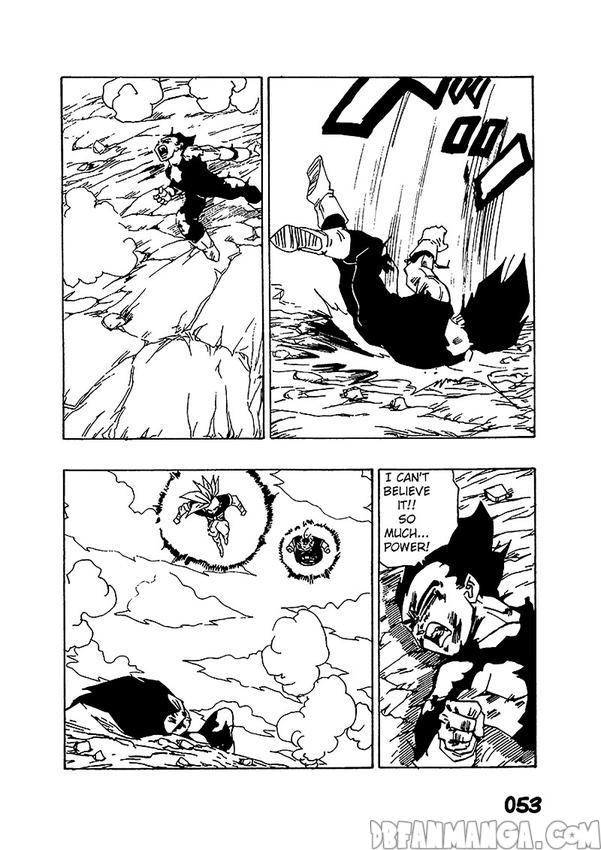 I CAN'T
BELIEVE
IT!!
SO
MUCH...
POWER!
053
DBFANMANGA.COM